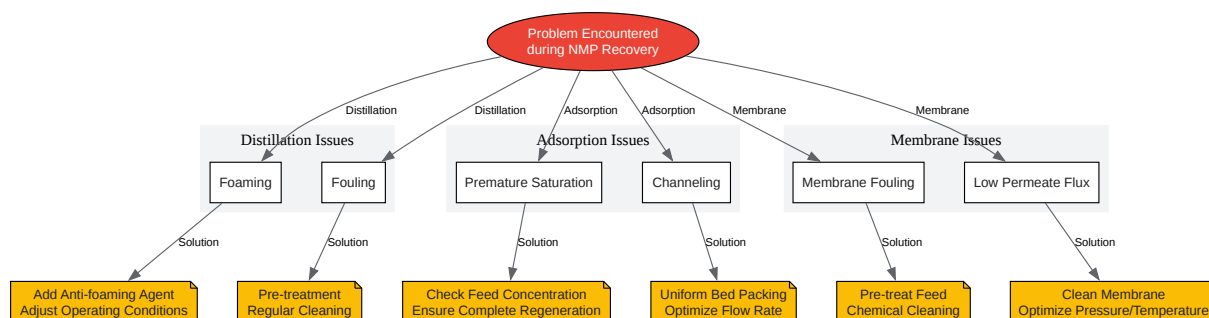 Problem Encountered
during NMP Recovery
Distillation
Distillation
Adsorption
Adsorption
Membrane
Membrane
Distillation Issues
Adsorption Issues
Membrane Issues
Foaming
Fouling
Premature Saturation
Channeling
Membrane Fouling
Low Permeate Flux
Solution
Solution
Solution
Solution
Solution
Solution
Add Anti-foaming Agent
Adjust Operating Conditions
Pre-treatment
Regular Cleaning
Check Feed Concentration
Ensure Complete Regeneration
Uniform Bed Packing
Optimize Flow Rate
Pre-treat Feed
Chemical Cleaning
Clean Membrane
Optimize Pressure/Temperature